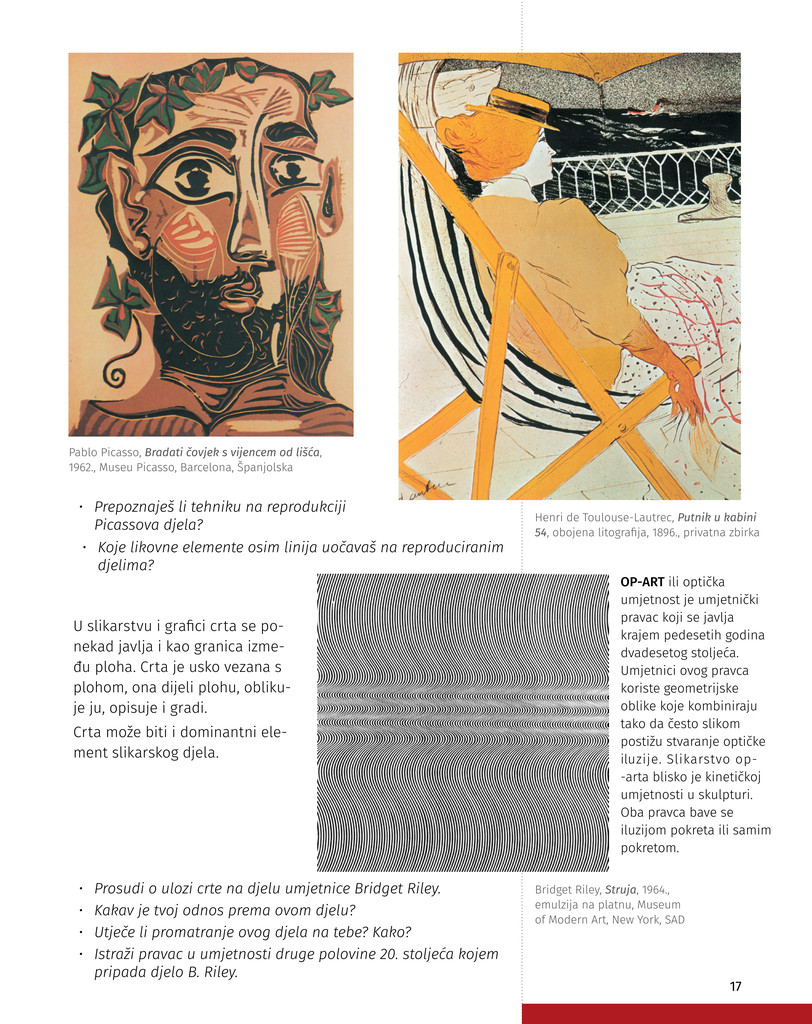 Pablo Picasso, Bradati čovjek s vijencem od lišća,
1962., Museu Picasso, Barcelona, Španjolska
• Prepoznaješ li tehniku na reprodukciji
Picassova djela?
• Koje likovne elemente osim linija uočavaš na reproduciranim
djelima?
Henri de Toulouse-Lautrec, Putnik u kabini
54, obojena litografija, 1896., privatna zbirka
U slikarstvu i grafici crta se po-
nekad javlja i kao granica izme-
đu ploha. Crta je usko vezana s
plohom, ona dijeli plohu, obliku-
je ju, opisuje i gradi.
Crta može biti i dominantni ele-
ment slikarskog djela.
OP-ART ili optička
umjetnost je umjetnički
pravac koji se javlja
krajem pedesetih godina
dvadesetog stoljeća.
Umjetnici ovog pravca
koriste geometrijske
oblike koje kombiniraju
tako da često slikom
postižu stvaranje optičke
iluzije. Slikarstvo op-
-arta blisko je kinetičkoj
umjetnosti u skulpturi.
Oba pravca bave se
iluzijom pokreta ili samim
pokretom.
• Prosudi o ulozi crte na djelu umjetnice Bridget Riley.
• Kakav je tvoj odnos prema ovom djelu?
• Utječe li promatranje ovog djela na tebe? Kako?
• Istraži pravac u umjetnosti druge polovine 20. stoljeća kojem
pripada djelo B. Riley.
Bridget Riley, Struja, 1964.,
emulzija na platnu, Museum
of Modern Art, New York, SAD
17